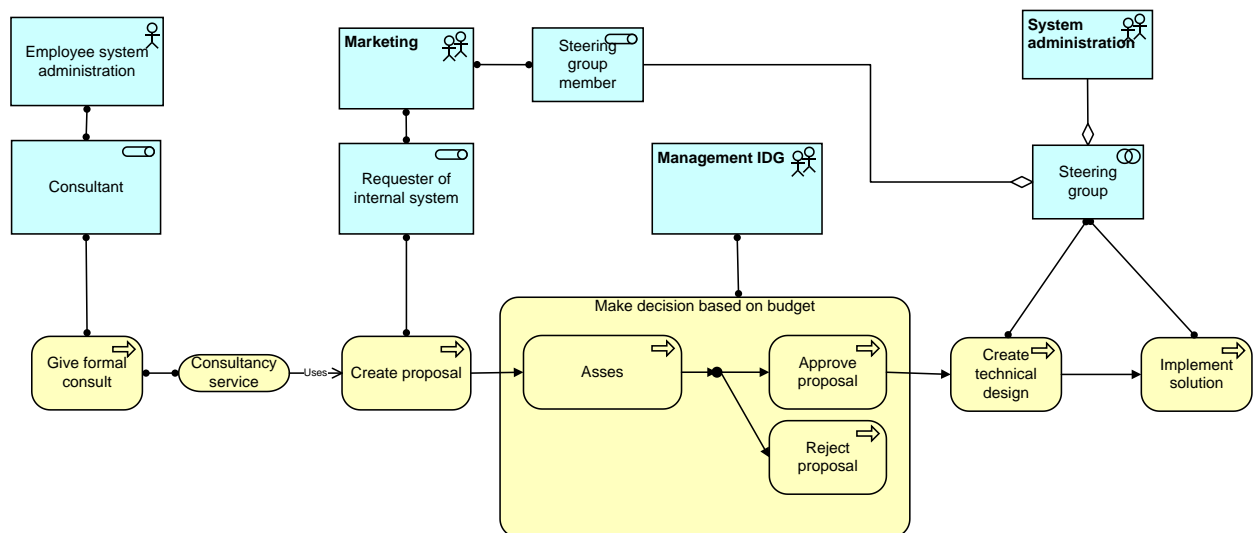 Employee system
administration
Marketing
Steering
group
member
System
administration
Consultant
Requester of
internal system
Management IDG
Steering
group
Make decision based on budget
Give formal
consult
Consultancy
service
Uses
Create proposal
Asses
Approve
proposal
Create
technical
design
Implement
solution
Reject
proposal